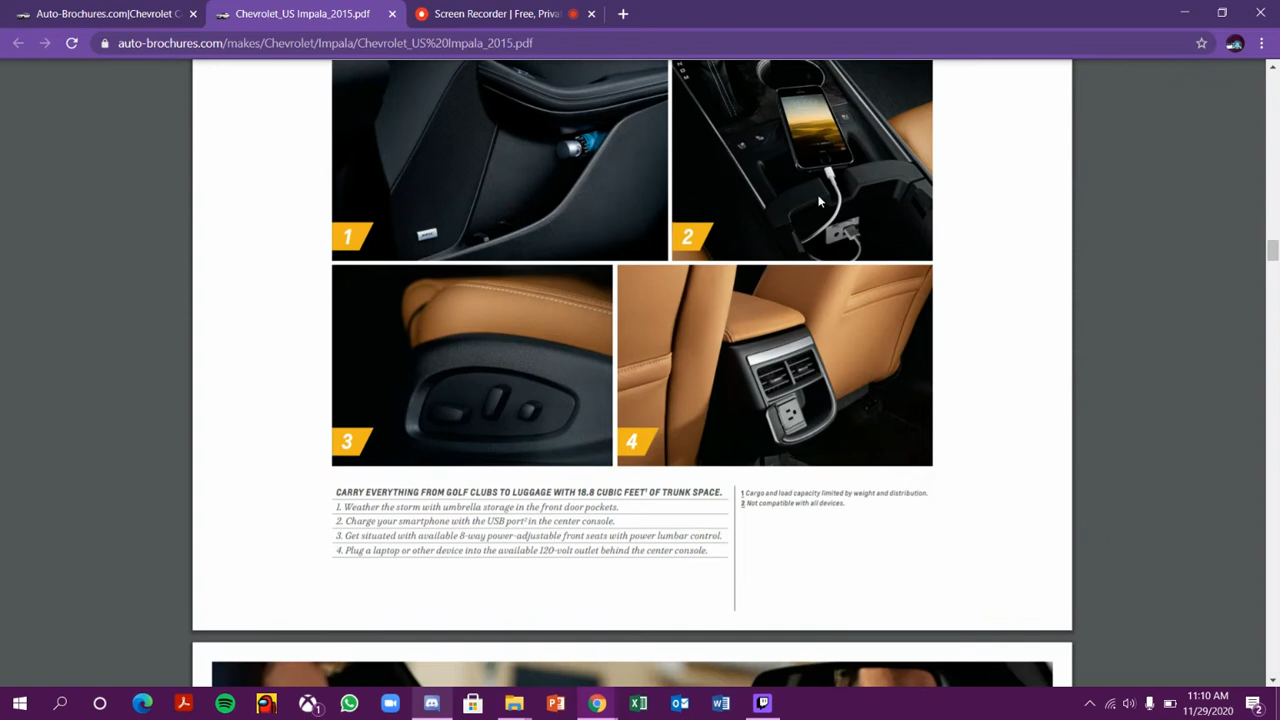 Auto-Brochures.com|Chevrolet C
Chevrolet_US Impala_2015.pdf
Screen Recorder | Free, Priva
auto-brochures.com/makes/Chevrolet/Impala/Chevrolet_US%20Impala_2015.pdf
1
2
3
4
CARRY EVERYTHING FROM GOLF CLUBS TO LUGGAGE WITH 18.8 CUBIC FEET¹ OF TRUNK SPACE.
1. Weather the storm with umbrella storage in the front door pockets.
2. Charge your smartphone with the USB port² in the center console.
3. Get situated with available 8-way power-adjustable front seats with power lumbar control.
4. Plug a laptop or other device into the available 120-volt outlet behind the center console.
1 Cargo and load capacity limited by weight and distribution.
2 Not compatible with all devices.
11:10 AM
11/29/2020
1
2